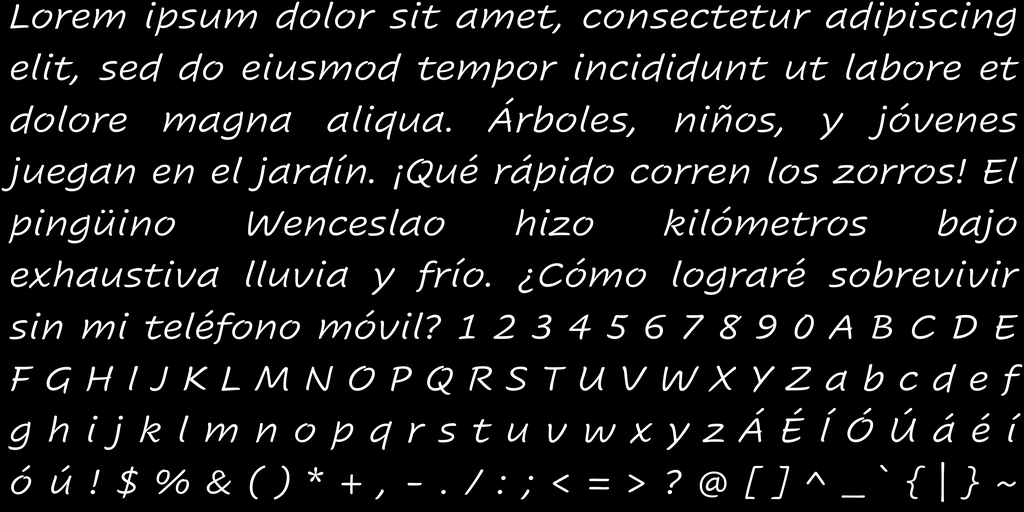 Lorem ipsum dolor sit amet, consectetur adipiscing
elit, sed do eiusmod tempor incididunt ut labore et
dolore magna aliqua. Árboles, niños, y jóvenes
juegan en el jardín. ¡Qué rápido corren los zorros! El
pingüino Wenceslao hizo kilómetros bajo
exhaustiva lluvia y frío. ¿Cómo lograré sobrevivir
sin mi teléfono móvil? 1 2 3 4 5 6 7 8 9 0 A B C D E
F G H I J K L M N O P Q R S T U V W X Y Z a b c d e f
g h i j k l m n o p q r s t u v w x y z Á É Í Ó Ú á é í
ó ú ! $ % & ( ) * + , - . / : ; < = > ? @ [ ] ^ _ ` { | } ~